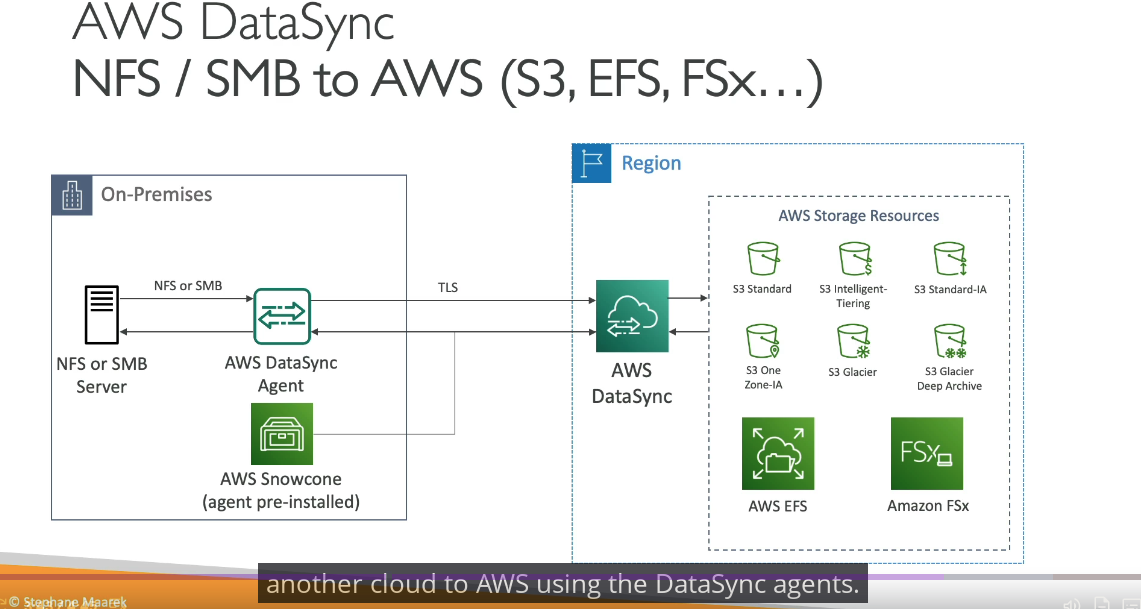 AWS DataSync
NFS / SMB to AWS (S3, EFS, FSx…)
On-Premises
NFS or SMB
NFS or SMB
Server
AWS DataSync
Agent
AWS Snowcone
(agent pre-installed)
TLS
Region
AWS
DataSync
AWS Storage Resources
S3 Standard
S3 Intelligent-
Tiering
S3 Standard-IA
S3 One
Zone-IA
S3 Glacier
S3 Glacier
Deep Archive
AWS EFS
FSx
Amazon FSx
another cloud to AWS using the DataSync agents.
© Stephane Maarek